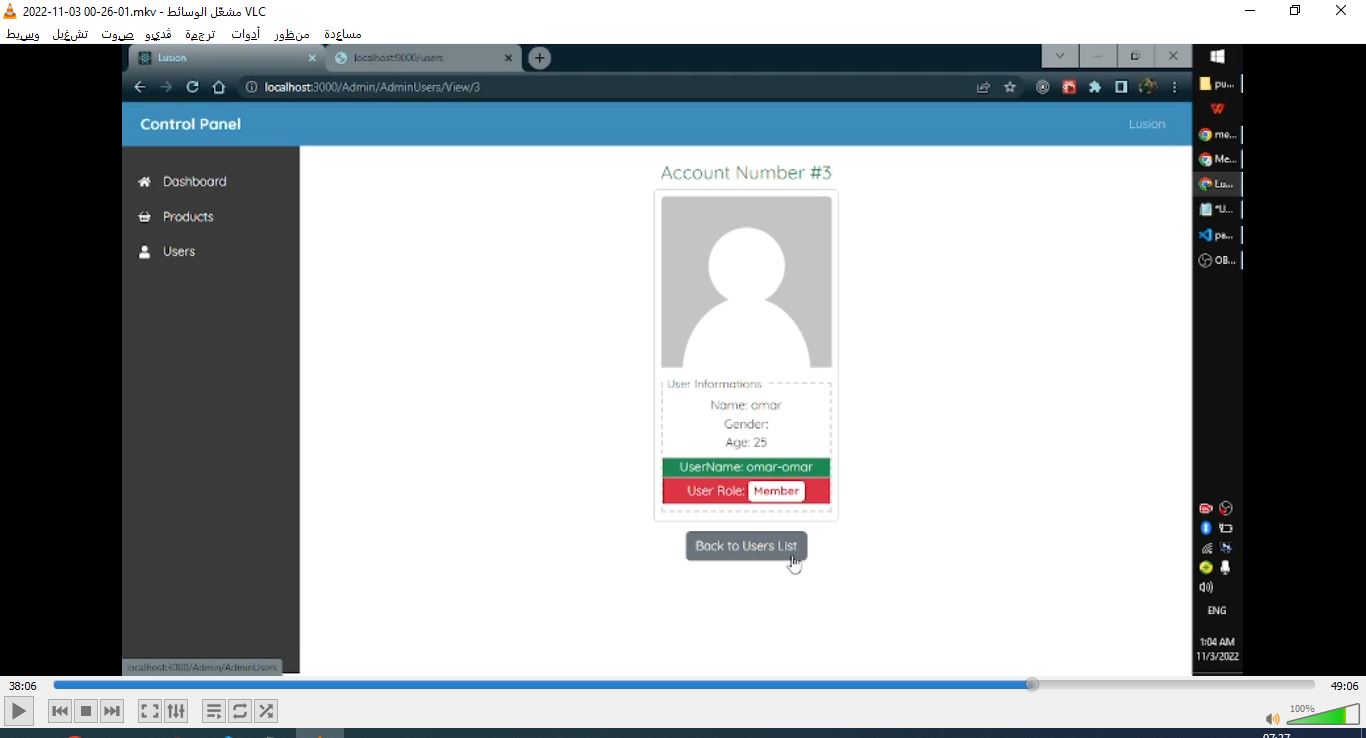 2022-11-03 00-26-01.mkv - مشغّل الوسائط VLC
وسيط تشغيل صوت ڤديو ترجمة أدوات منظور مساعدة
Lusion
localhost:9000/users
localhost:3000/Admin/AdminUsers/View/3
Control Panel
Lusion
Dashboard
Products
Users
Account Number #3
User Informations
Name: omar
Gender:
Age: 25
UserName: omar-omar
User Role: Member
Back to Users List
localhost:3000/Admin/AdminUsers
pu...
me...
Me...
Lu...
"U...
pa...
OB...
ENG
1:04 AM
11/3/2022
38:06
49:06
100%